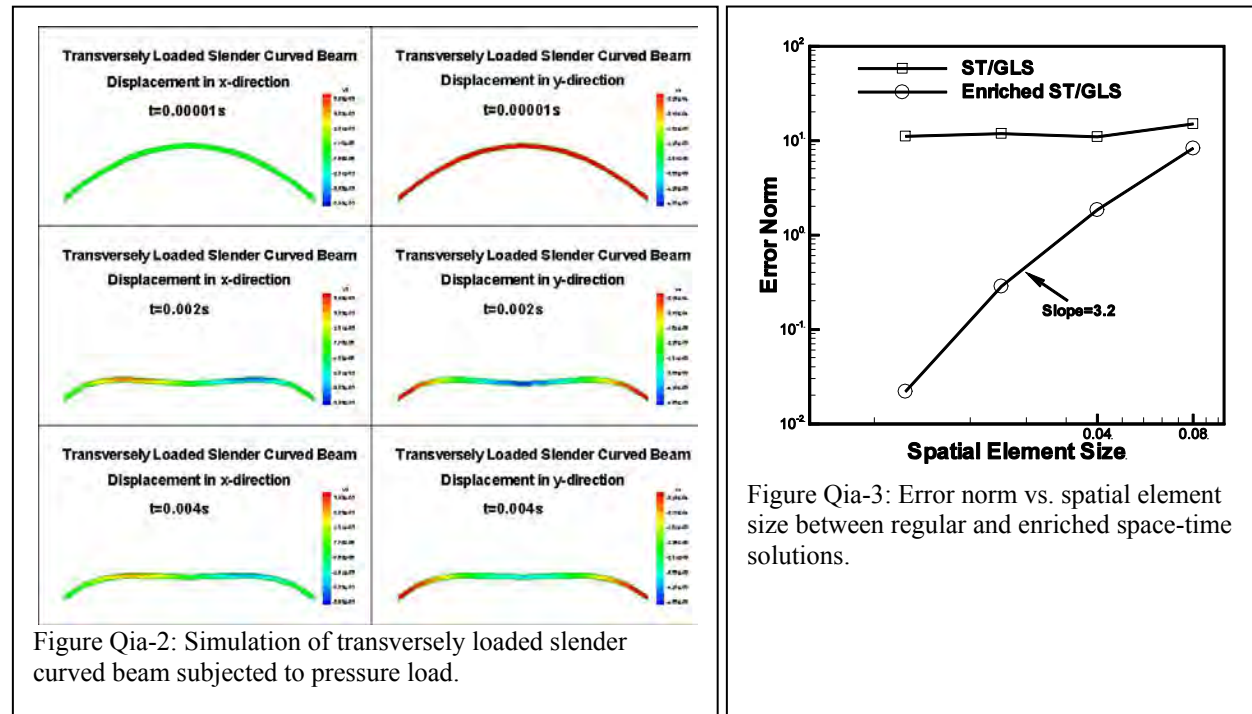 Transversely Loaded Slender Curved Beam
Displacement in x-direction
t=0.00001s
Transversely Loaded Slender Curved Beam
Displacement in y-direction
t=0.00001s
Transversely Loaded Slender Curved Beam
Displacement in x-direction
t=0.002s
Transversely Loaded Slender Curved Beam
Displacement in y-direction
t=0.002s
Transversely Loaded Slender Curved Beam
Displacement in x-direction
t=0.004s
Transversely Loaded Slender Curved Beam
Displacement in y-direction
t=0.004s
Figure Qia-2: Simulation of transversely loaded slender
curved beam subjected to pressure load.
ST/GLS
Enriched ST/GLS
10²
10¹
10⁰
10⁻¹
10⁻²
Error Norm
Slope=3.2
0.04
0.08
Spatial Element Size
Figure Qia-3: Error norm vs. spatial element
size between regular and enriched space-time
solutions.